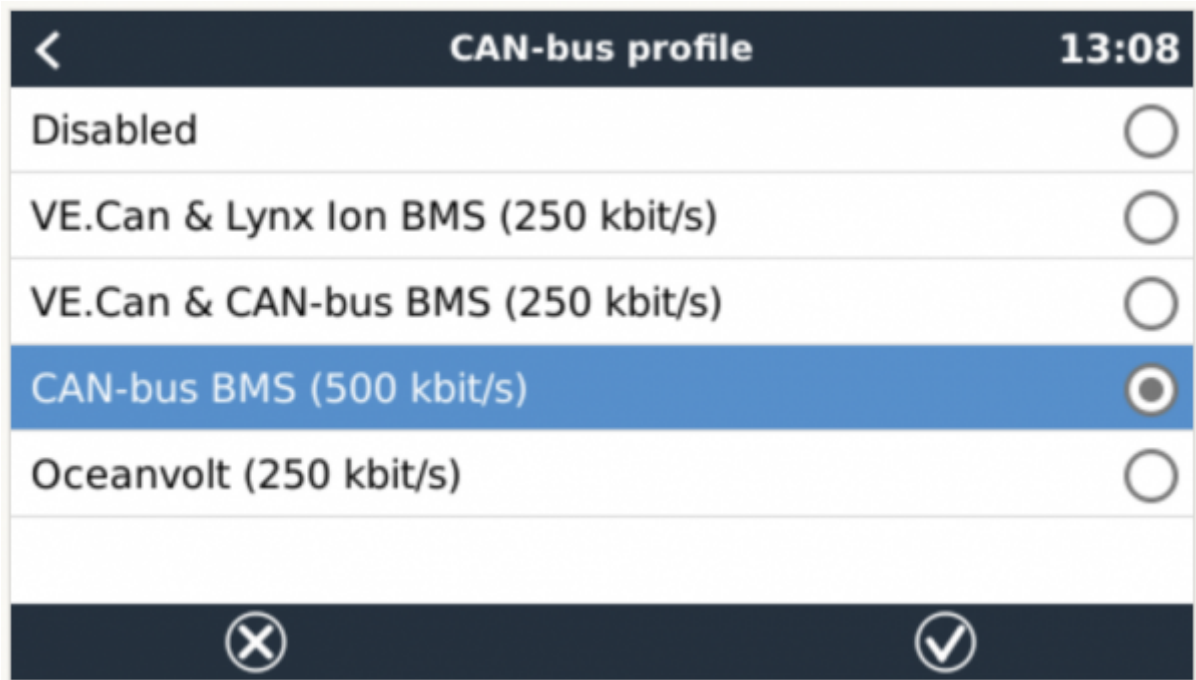 CAN-bus profile 13:08
Disabled
VE.Can & Lynx Ion BMS (250 kbit/s)
VE.Can & CAN-bus BMS (250 kbit/s)
CAN-bus BMS (500 kbit/s)
Oceanvolt (250 kbit/s)